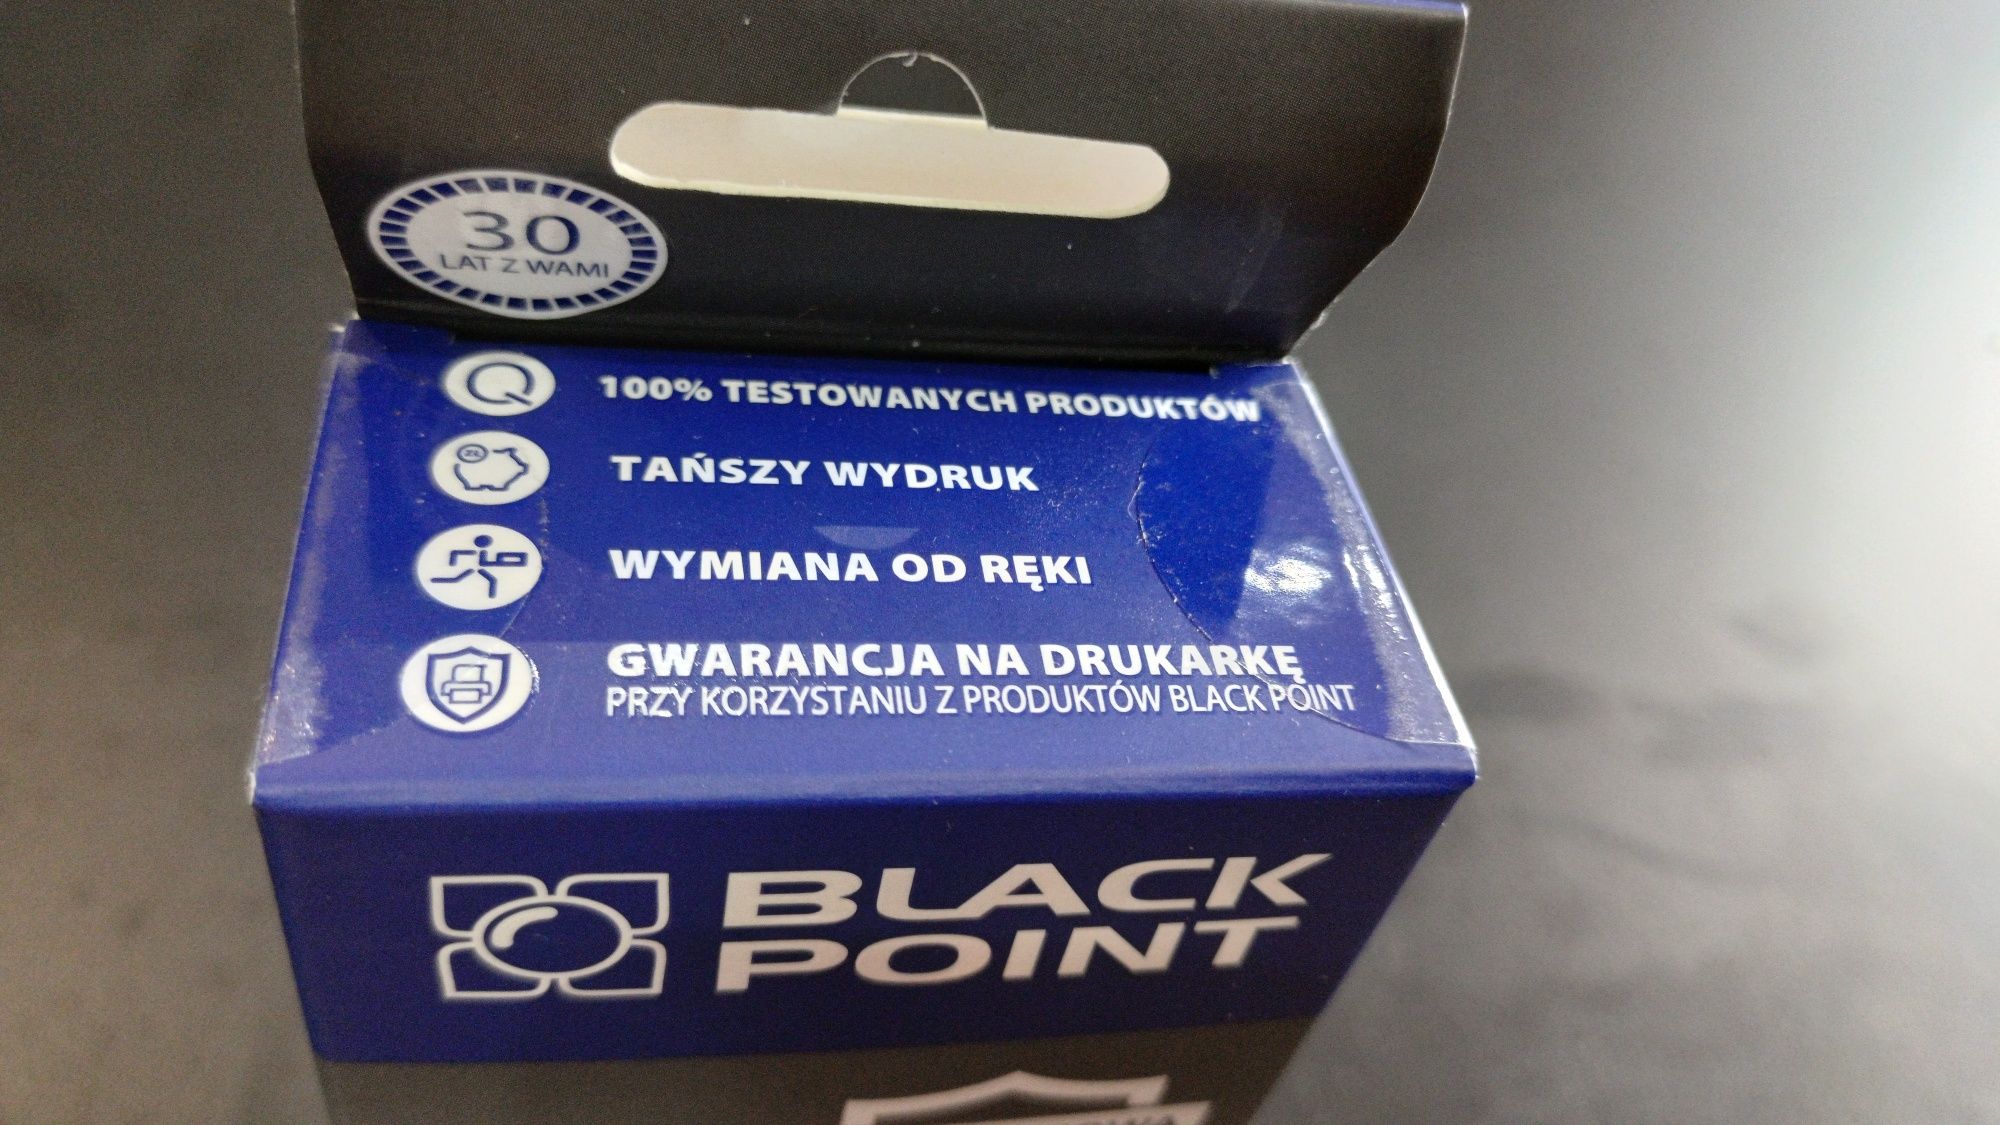 30
LAT Z WAMI
100% TESTOWANYCH PRODUKTÓW
ZŁ
TAŃSZY WYDRUK
WYMIANA OD RĘKI
GWARANCJA NA DRUKARKĘ
PRZY KORZYSTANIU Z PRODUKTÓW BLACK POINT
BLACK
POINT